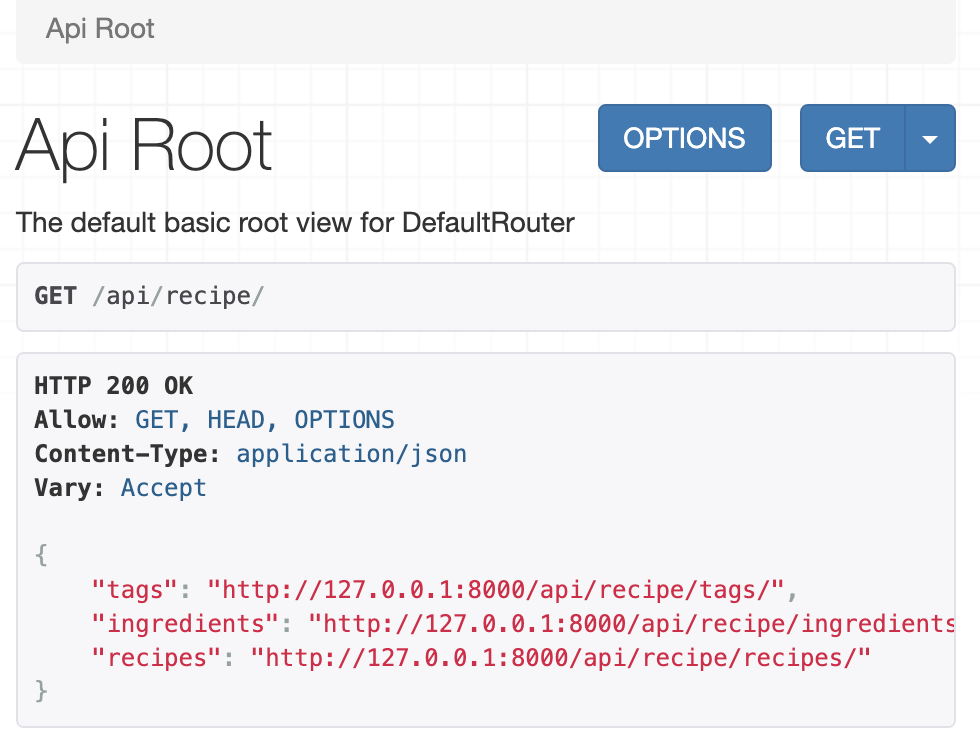 Api Root
Api Root
OPTIONS
GET
The default basic root view for DefaultRouter
GET /api/recipe/
HTTP 200 OK
Allow: GET, HEAD, OPTIONS
Content-Type: application/json
Vary: Accept
{
    "tags": "http://127.0.0.1:8000/api/recipe/tags/",
    "ingredients": "http://127.0.0.1:8000/api/recipe/ingredients
    "recipes": "http://127.0.0.1:8000/api/recipe/recipes/"
}